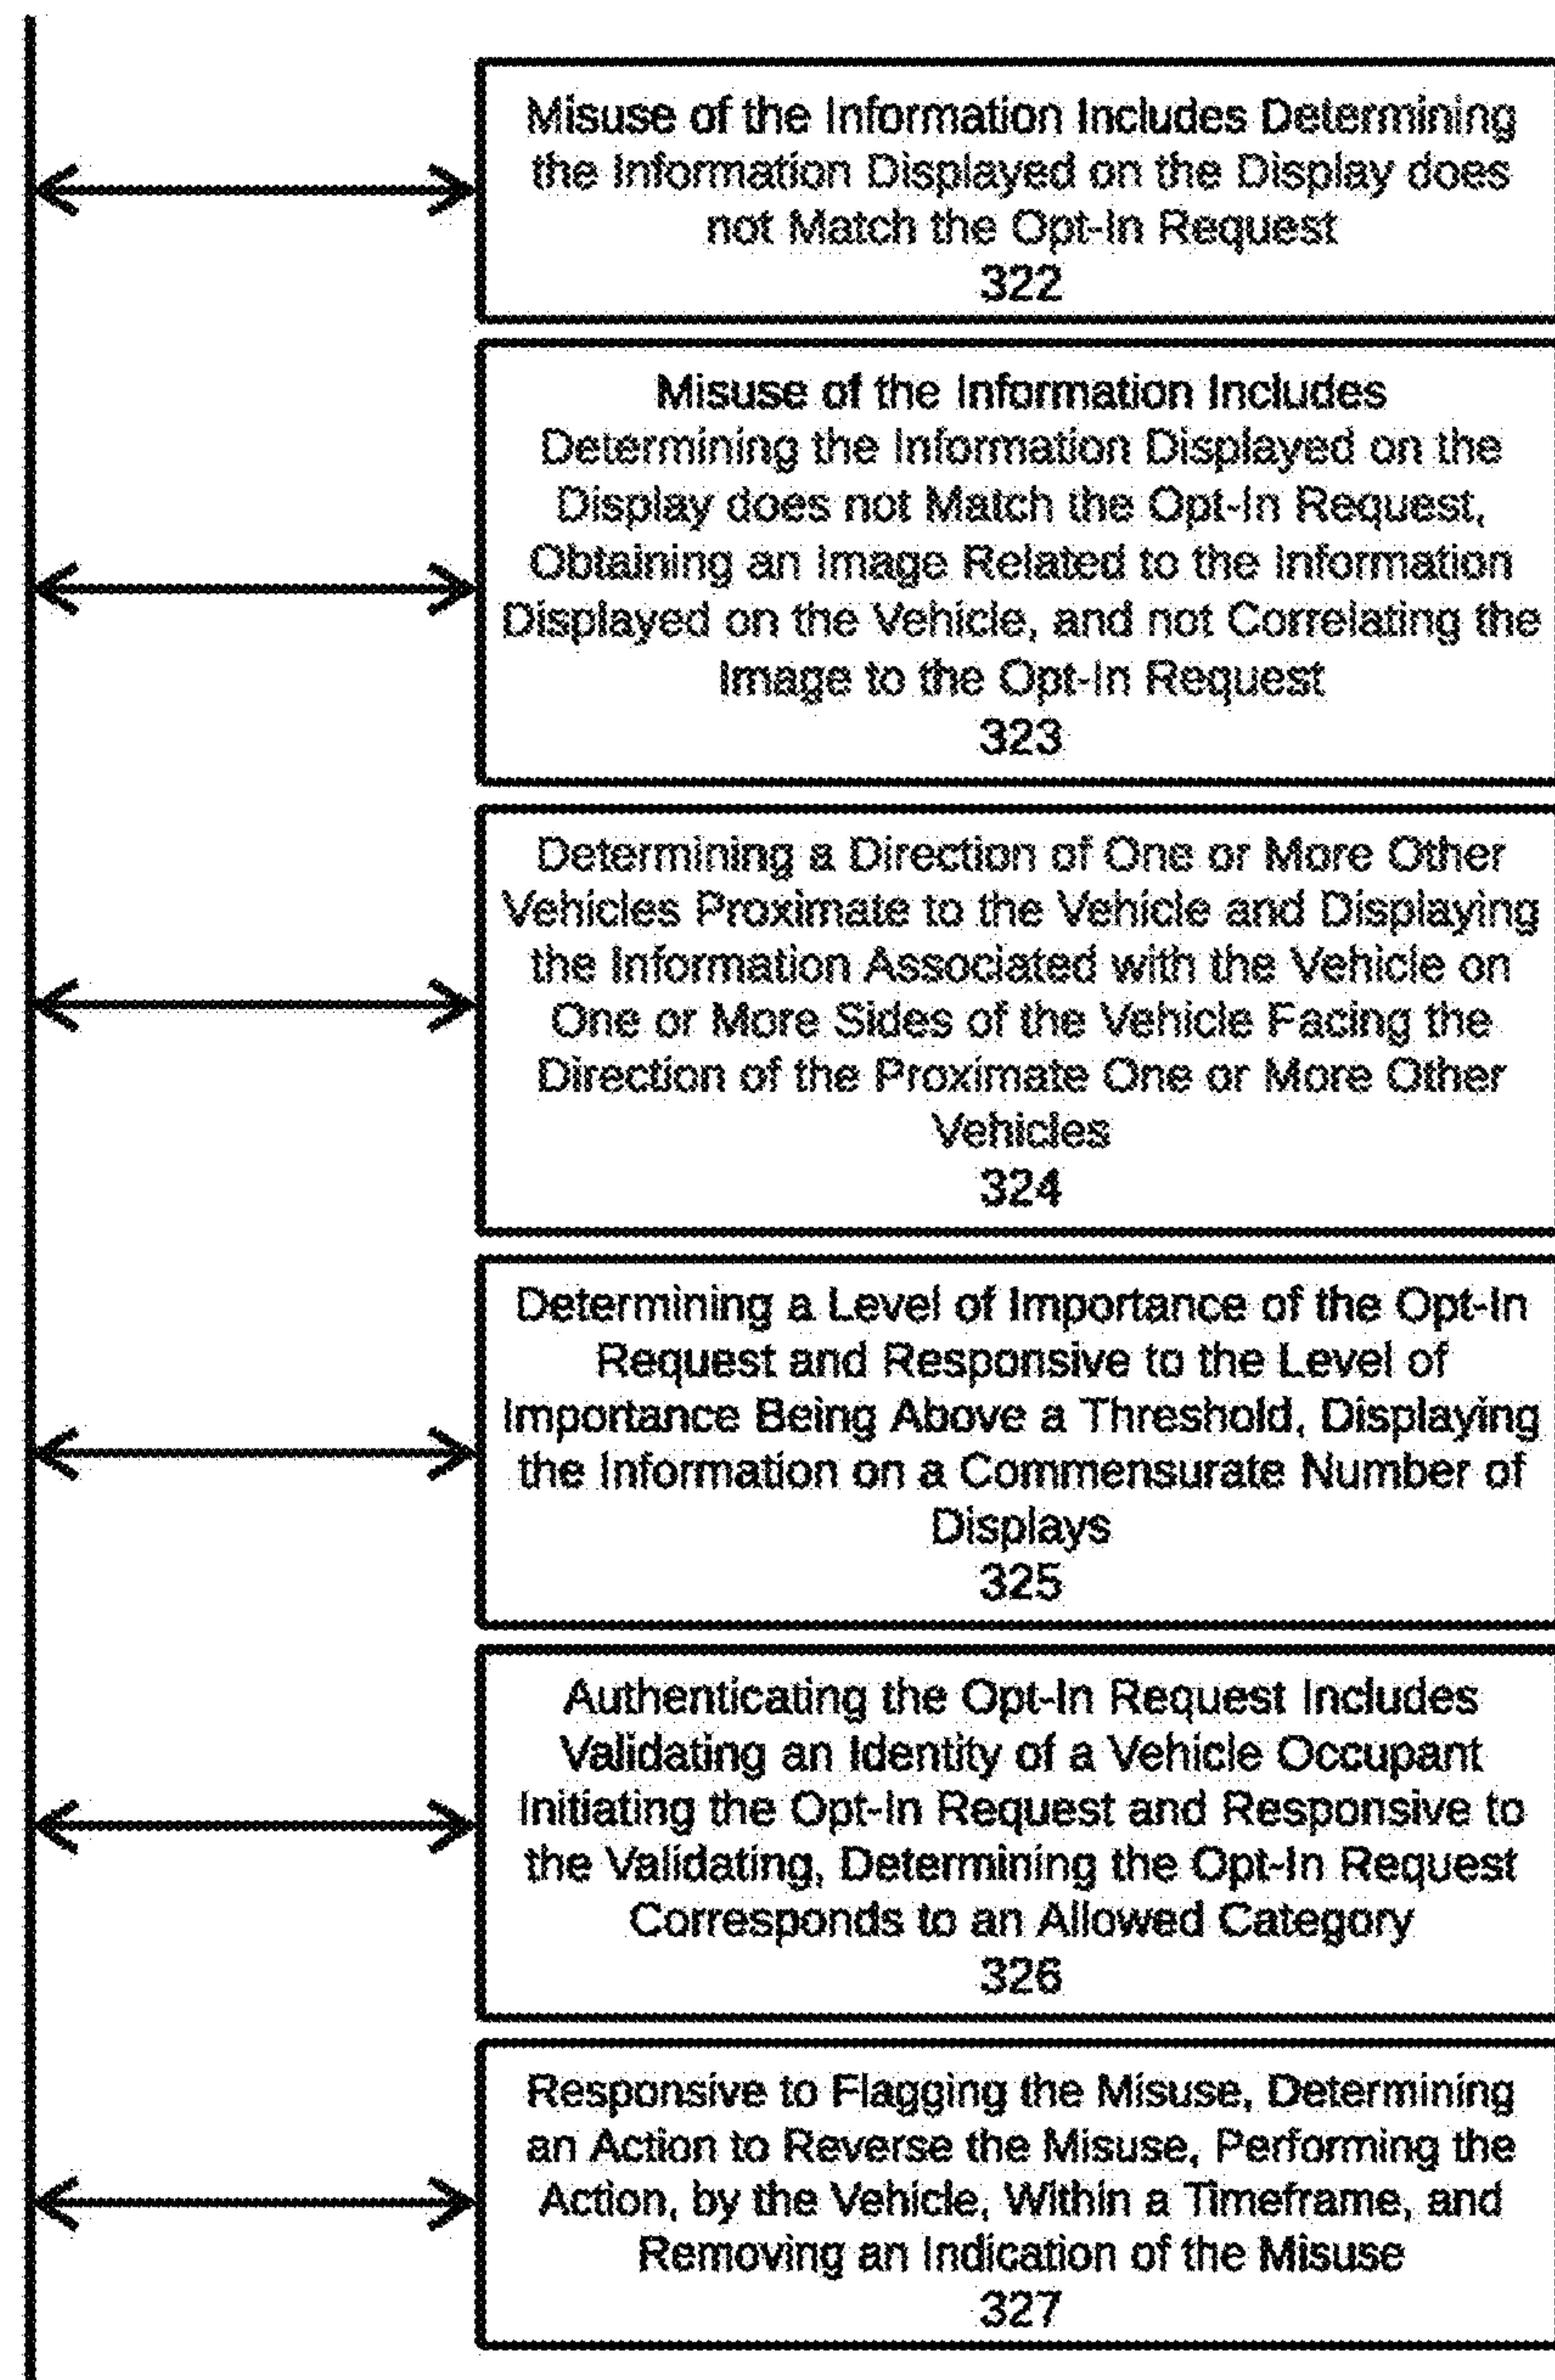 Misuse of the Information Includes Determining
the Information Displayed on the Display does
not Match the Opt-In Request
322
Misuse of the Information Includes
Determining the Information Displayed on the
Display does not Match the Opt-In Request,
Obtaining an Image Related to the Information
Displayed on the Vehicle, and not Correlating the
Image to the Opt-In Request
323
Determining a Direction of One or More Other
Vehicles Proximate to the Vehicle and Displaying
the Information Associated with the Vehicle on
One or More Sides of the Vehicle Facing the
Direction of the Proximate One or More Other
Vehicles
324
Determining a Level of Importance of the Opt-In
Request and Responsive to the Level of
Importance Being Above a Threshold, Displaying
the Information on a Commensurate Number of
Displays
325
Authenticating the Opt-In Request Includes
Validating an Identity of a Vehicle Occupant
Initiating the Opt-In Request and Responsive to
the Validating, Determining the Opt-In Request
Corresponds to an Allowed Category
326
Responsive to Flagging the Misuse, Determining
an Action to Reverse the Misuse, Performing the
Action, by the Vehicle, Within a Timeframe, and
Removing an Indication of the Misuse
327